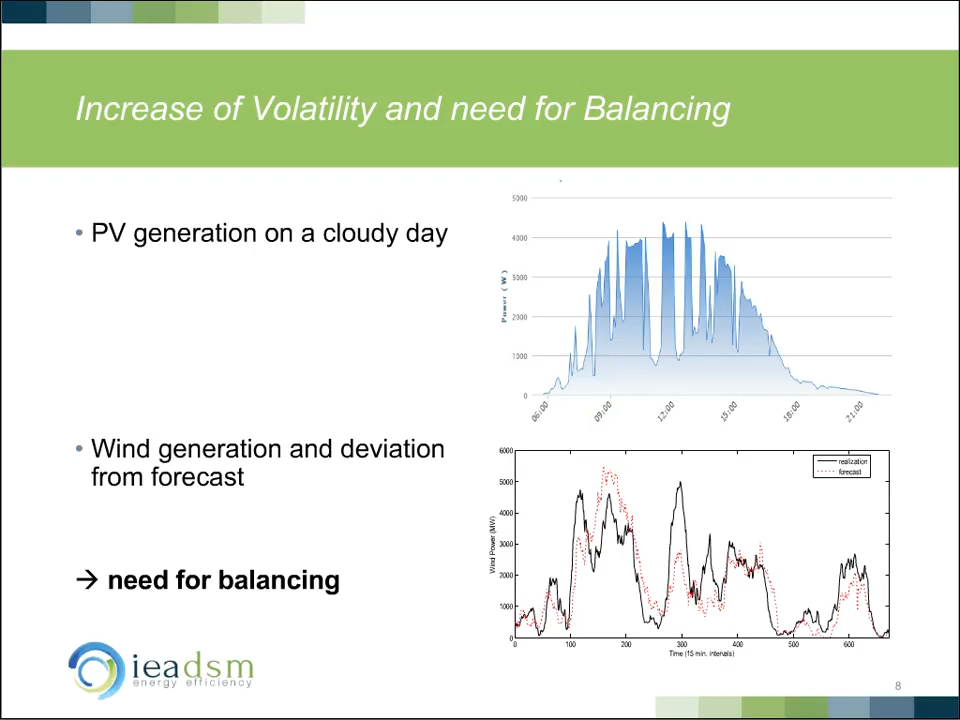 Increase of Volatility and need for Balancing
• PV generation on a cloudy day
5000
4000
3000
2000
1000
0
Power (W)
06:00 09:00 12:00 15:00 18:00 21:00
• Wind generation and deviation
from forecast
6000
5000
4000
3000
2000
1000
0
Wind Power (MW)
realization
forecast
0 100 200 300 400 500 600
Time (15 min. intervals)
→ need for balancing
ieadsm
energy efficiency
8